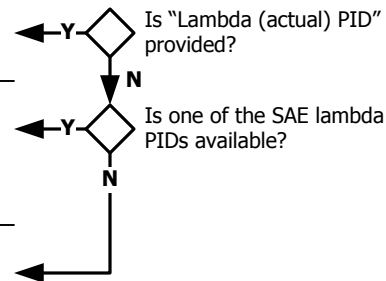 Is “Lambda (actual) PID”
Y
provided?
N
Is one of the SAE lambda
Y
PIDs available?
N